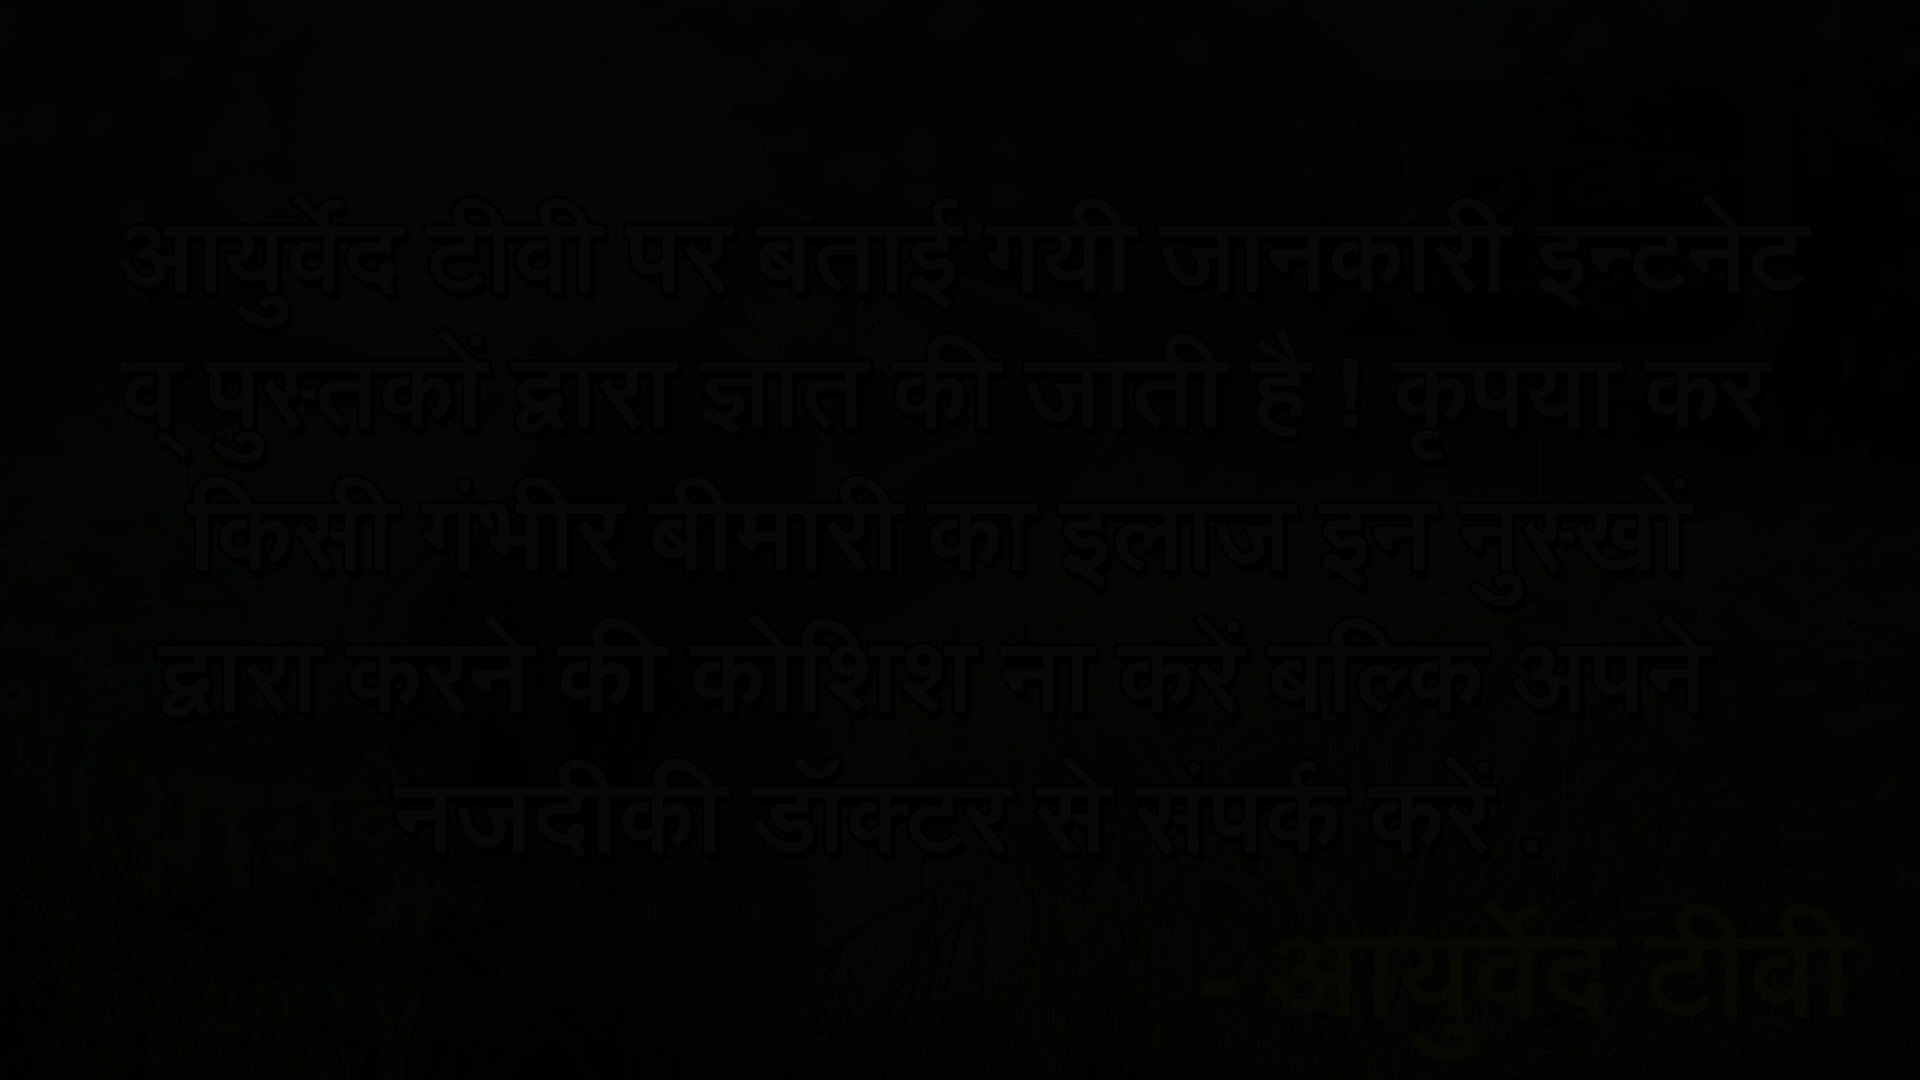 आयुर्वेद टीवी पर बताई गयी जानकारी इन्टनेट
व् पुस्तकों द्वारा ज्ञात की जाती है ! कृपया कर
किसी गंभीर बीमारी का इलाज इन नुस्खों
द्वारा करने की कोशिश ना करें बल्कि अपने
नजदीकी डॉक्टर से संपर्क करें .
- आयुर्वेद टीवी